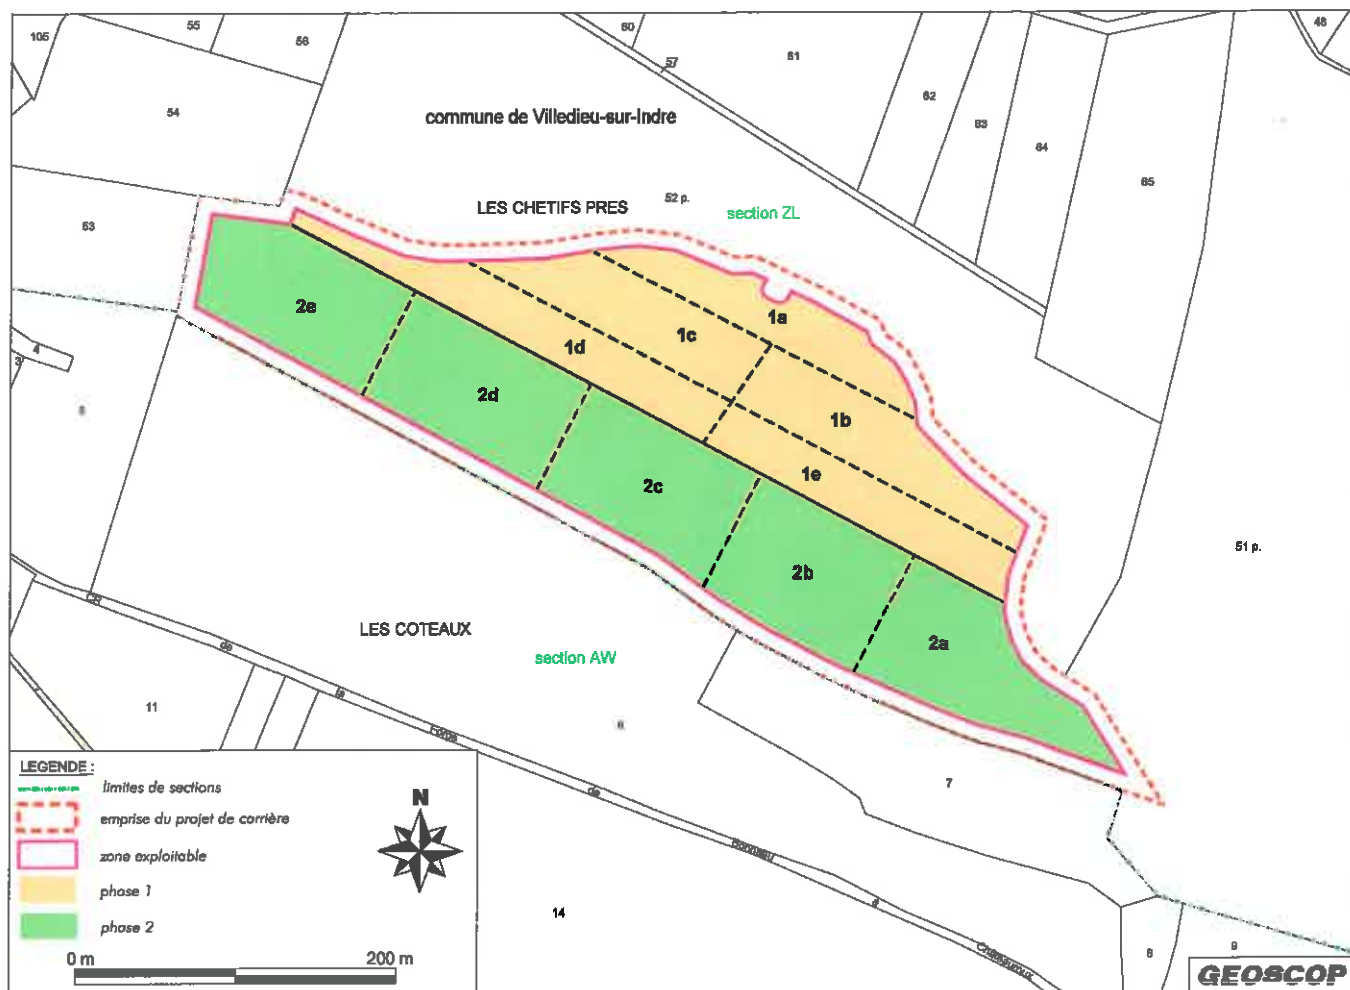 105
55
56
60
57
61
62
63
64
65
48
54
commune de Villedieu-sur-Indre
53
LES CHETIFS PRES
52 p.
section ZL
2e
1a
1c
1d
2d
1b
1e
2c
2b
2a
51 p.
4
3
LES COTEAUX
section AW
CR
de
la
de
à
Châteauroux
11
6
7
14
8
9
LEGENDE :
limites de sections
emprise du projet de carrière
zone exploitable
phase 1
phase 2
N
0 m
200 m
GEOSCOP